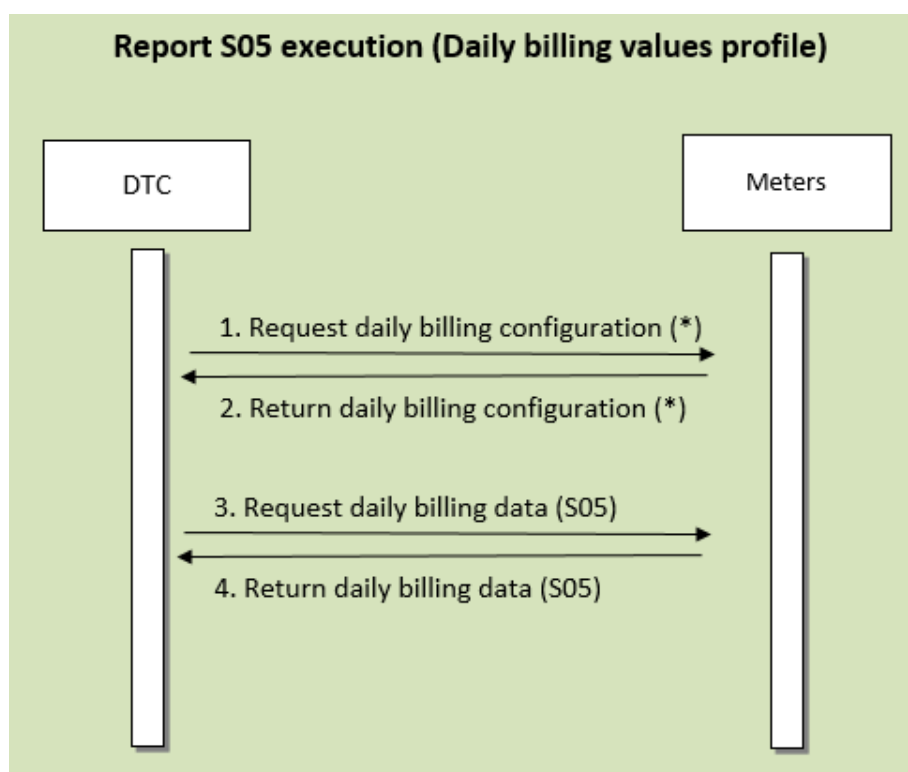 Report S05 execution (Daily billing values profile)
DTC
Meters
1. Request daily billing configuration (*)
2. Return daily billing configuration (*)
3. Request daily billing data (S05)
4. Return daily billing data (S05)